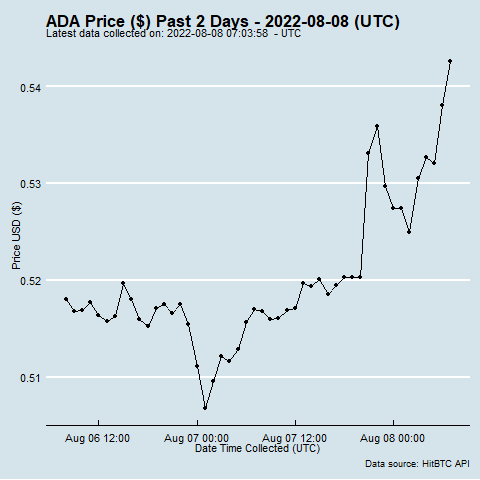 ADA Price ($) Past 2 Days - 2022-08-08 (UTC)
Latest data collected on: 2022-08-08 07:03:58 - UTC
0.54
0.53
0.52
0.51
Price USD ($)
Aug 06 12:00 Aug 07 00:00 Aug 07 12:00 Aug 08 00:00
Date Time Collected (UTC)
Data source: HitBTC API